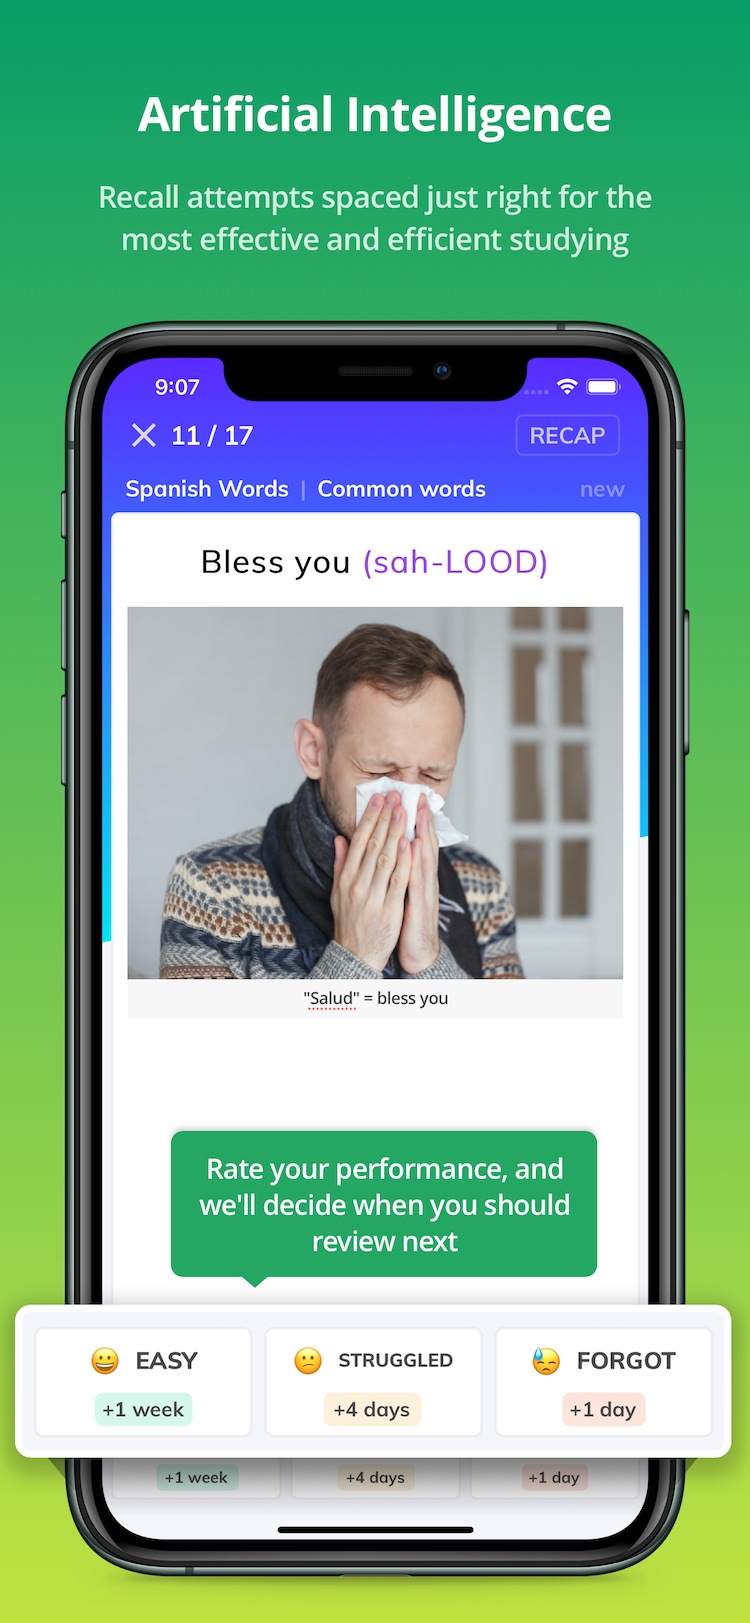 Artificial Intelligence
Recall attempts spaced just right for the
most effective and efficient studying
9:07
11 / 17
RECAP
Spanish Words | Common words
new
Bless you (sah-LOOD)
"Salud" = bless you
Rate your performance, and
we'll decide when you should
review next
😀 EASY
😕 STRUGGLED
😓 FORGOT
+1 week
+4 days
+1 day
+1 week
+4 days
+1 day